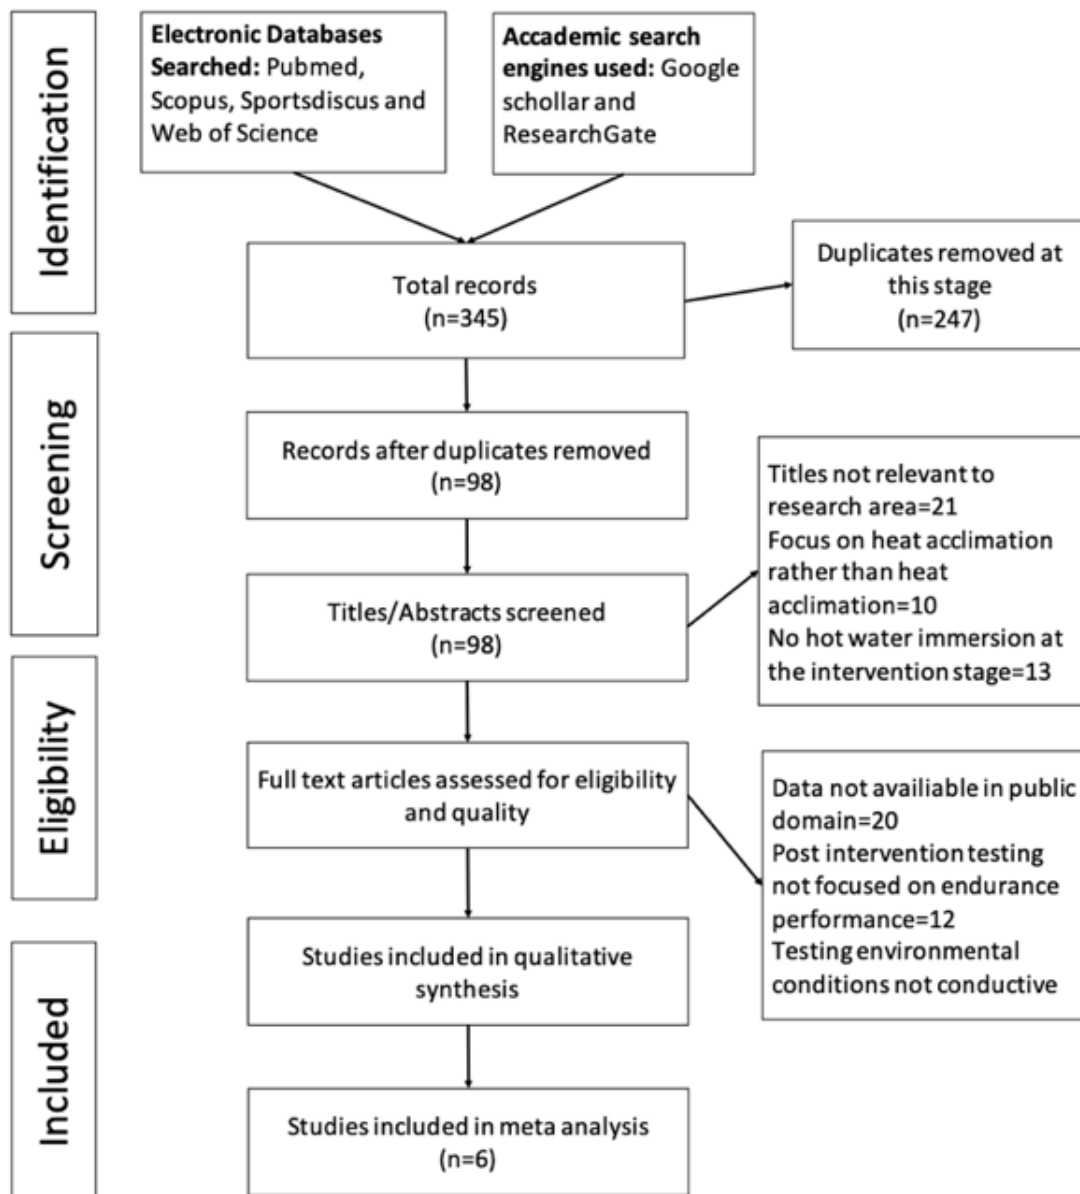 Identification
Electronic Databases
Searched: Pubmed,
Scopus, Sportsdiscus and
Web of Science
Accademic search
engines used: Google
schollar and
ResearchGate
Total records
(n=345)
Duplicates removed at
this stage
(n=247)
Screening
Records after duplicates removed
(n=98)
Titles/Abstracts screened
(n=98)
Titles not relevant to
research area=21
Focus on heat acclimation
rather than heat
acclimation=10
No hot water immersion at
the intervention stage=13
Eligibility
Full text articles assessed for eligibility
and quality
Data not availiable in public
domain=20
Post intervention testing
not focused on endurance
performance=12
Testing environmental
conditions not conductive
Included
Studies included in qualitative
synthesis
Studies included in meta analysis
(n=6)